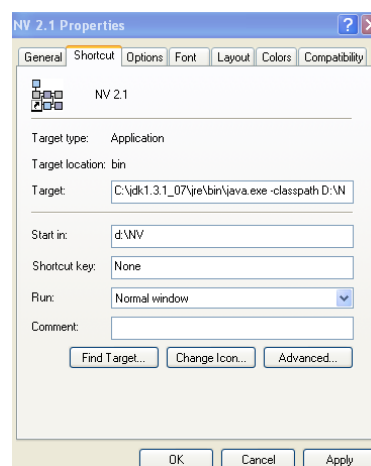 NV 2.1 Properties
General Shortcut Options Font Layout Colors Compatibility
NV 2.1
Target type: Application
Target location: bin
Target: C:\jdk1.3.1_07\jre\bin\java.exe -classpath D:\N
Start in: d:\NV
Shortcut key: None
Run: Normal window
Comment:
Find Target... Change Icon... Advanced...
OK Cancel Apply